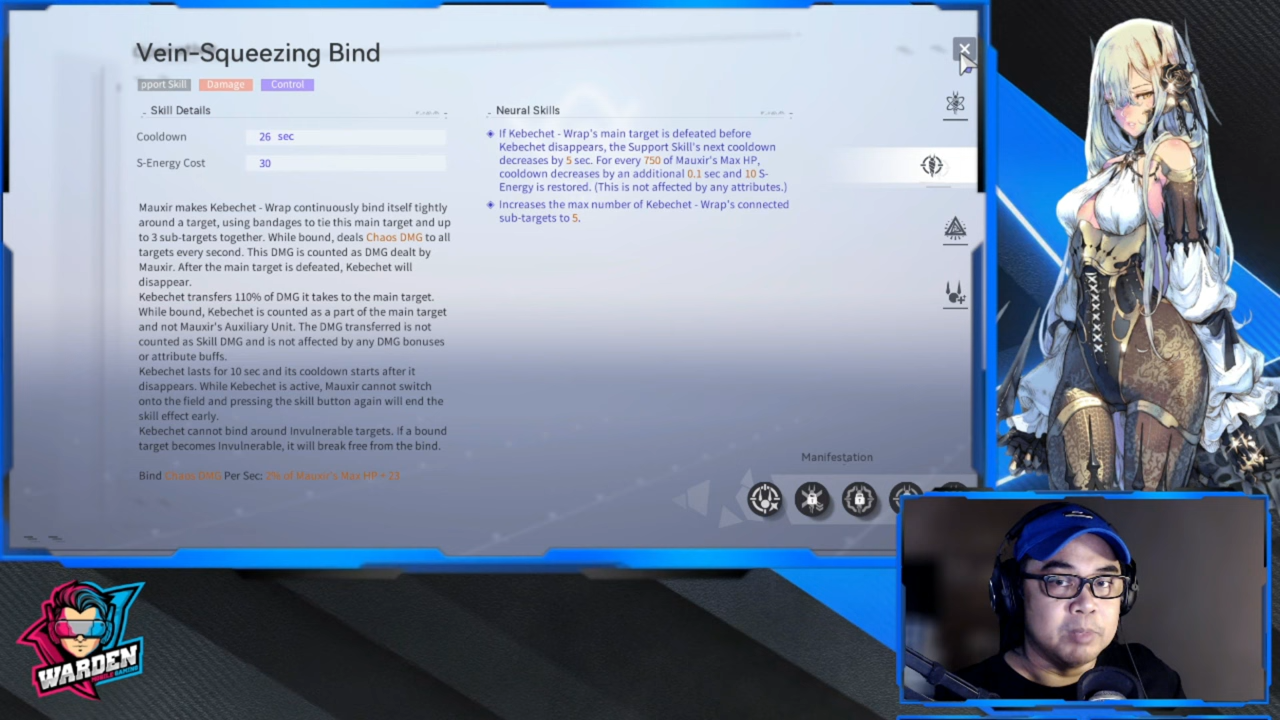 Vein-Squeezing Bind
pport Skill Damage Control
Skill Details
Cooldown 26 sec
S-Energy Cost 30
Mauxir makes Kebechet - Wrap continuously bind itself tightly
around a target, using bandages to tie this main target and up
to 3 sub-targets together. While bound, deals Chaos DMG to all
targets every second. This DMG is counted as DMG dealt by
Mauxir. After the main target is defeated, Kebechet will
disappear.
Kebechet transfers 110% of DMG it takes to the main target.
While bound, Kebechet is counted as a part of the main target
and not Mauxir's Auxiliary Unit. The DMG transferred is not
counted as Skill DMG and is not affected by any DMG bonuses
or attribute buffs.
Kebechet lasts for 10 sec and its cooldown starts after it
disappears. While Kebechet is active, Mauxir cannot switch
onto the field and pressing the skill button again will end the
skill effect early.
Kebechet cannot bind around Invulnerable targets. If a bound
target becomes Invulnerable, it will break free from the bind.
Bind Chaos DMG Per Sec: 2% of Mauxir's Max HP + 23
Neural Skills
If Kebechet - Wrap's main target is defeated before
Kebechet disappears, the Support Skill's next cooldown
decreases by 5 sec. For every 750 of Mauxir's Max HP,
cooldown decreases by an additional 0.1 sec and 10 S-
Energy is restored. (This is not affected by any attributes.)
Increases the max number of Kebechet - Wrap's connected
sub-targets to 5.
Manifestation
WARDEN
MOBILE GAMING